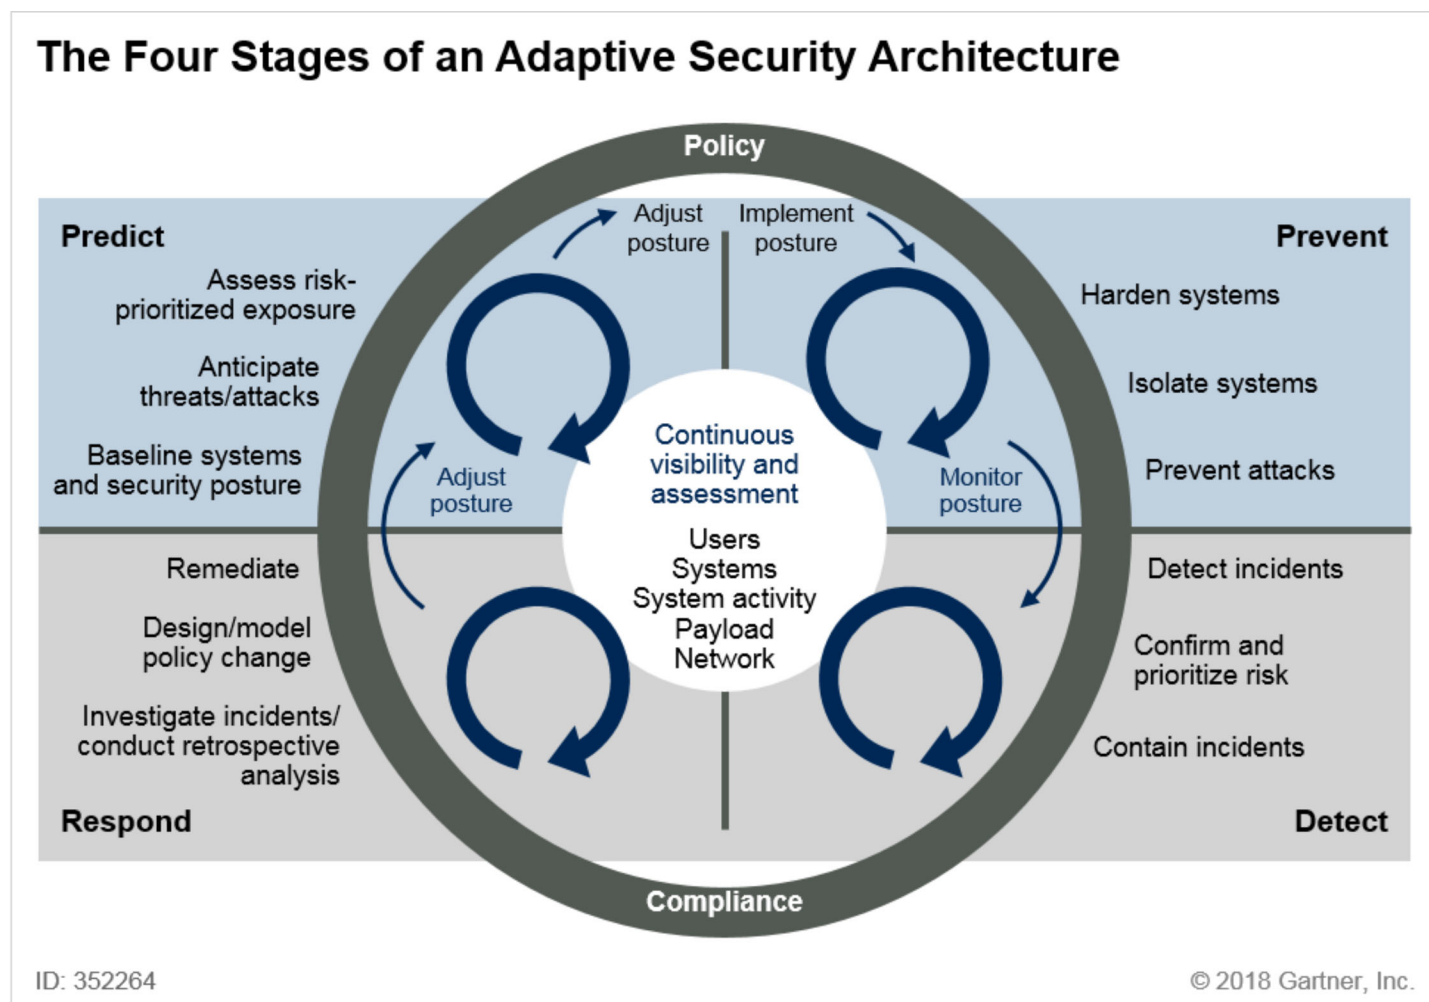 The Four Stages of an Adaptive Security Architecture
Policy
Predict
Adjust
posture
Implement
posture
Prevent
Assess risk-
prioritized exposure
Anticipate
threats/attacks
Baseline systems
and security posture
Harden systems
Isolate systems
Prevent attacks
Adjust
posture
Continuous
visibility and
assessment
Monitor
posture
Users
Systems
System activity
Payload
Network
Remediate
Design/model
policy change
Investigate incidents/
conduct retrospective
analysis
Respond
Detect incidents
Confirm and
prioritize risk
Contain incidents
Detect
Compliance
ID: 352264
© 2018 Gartner, Inc.